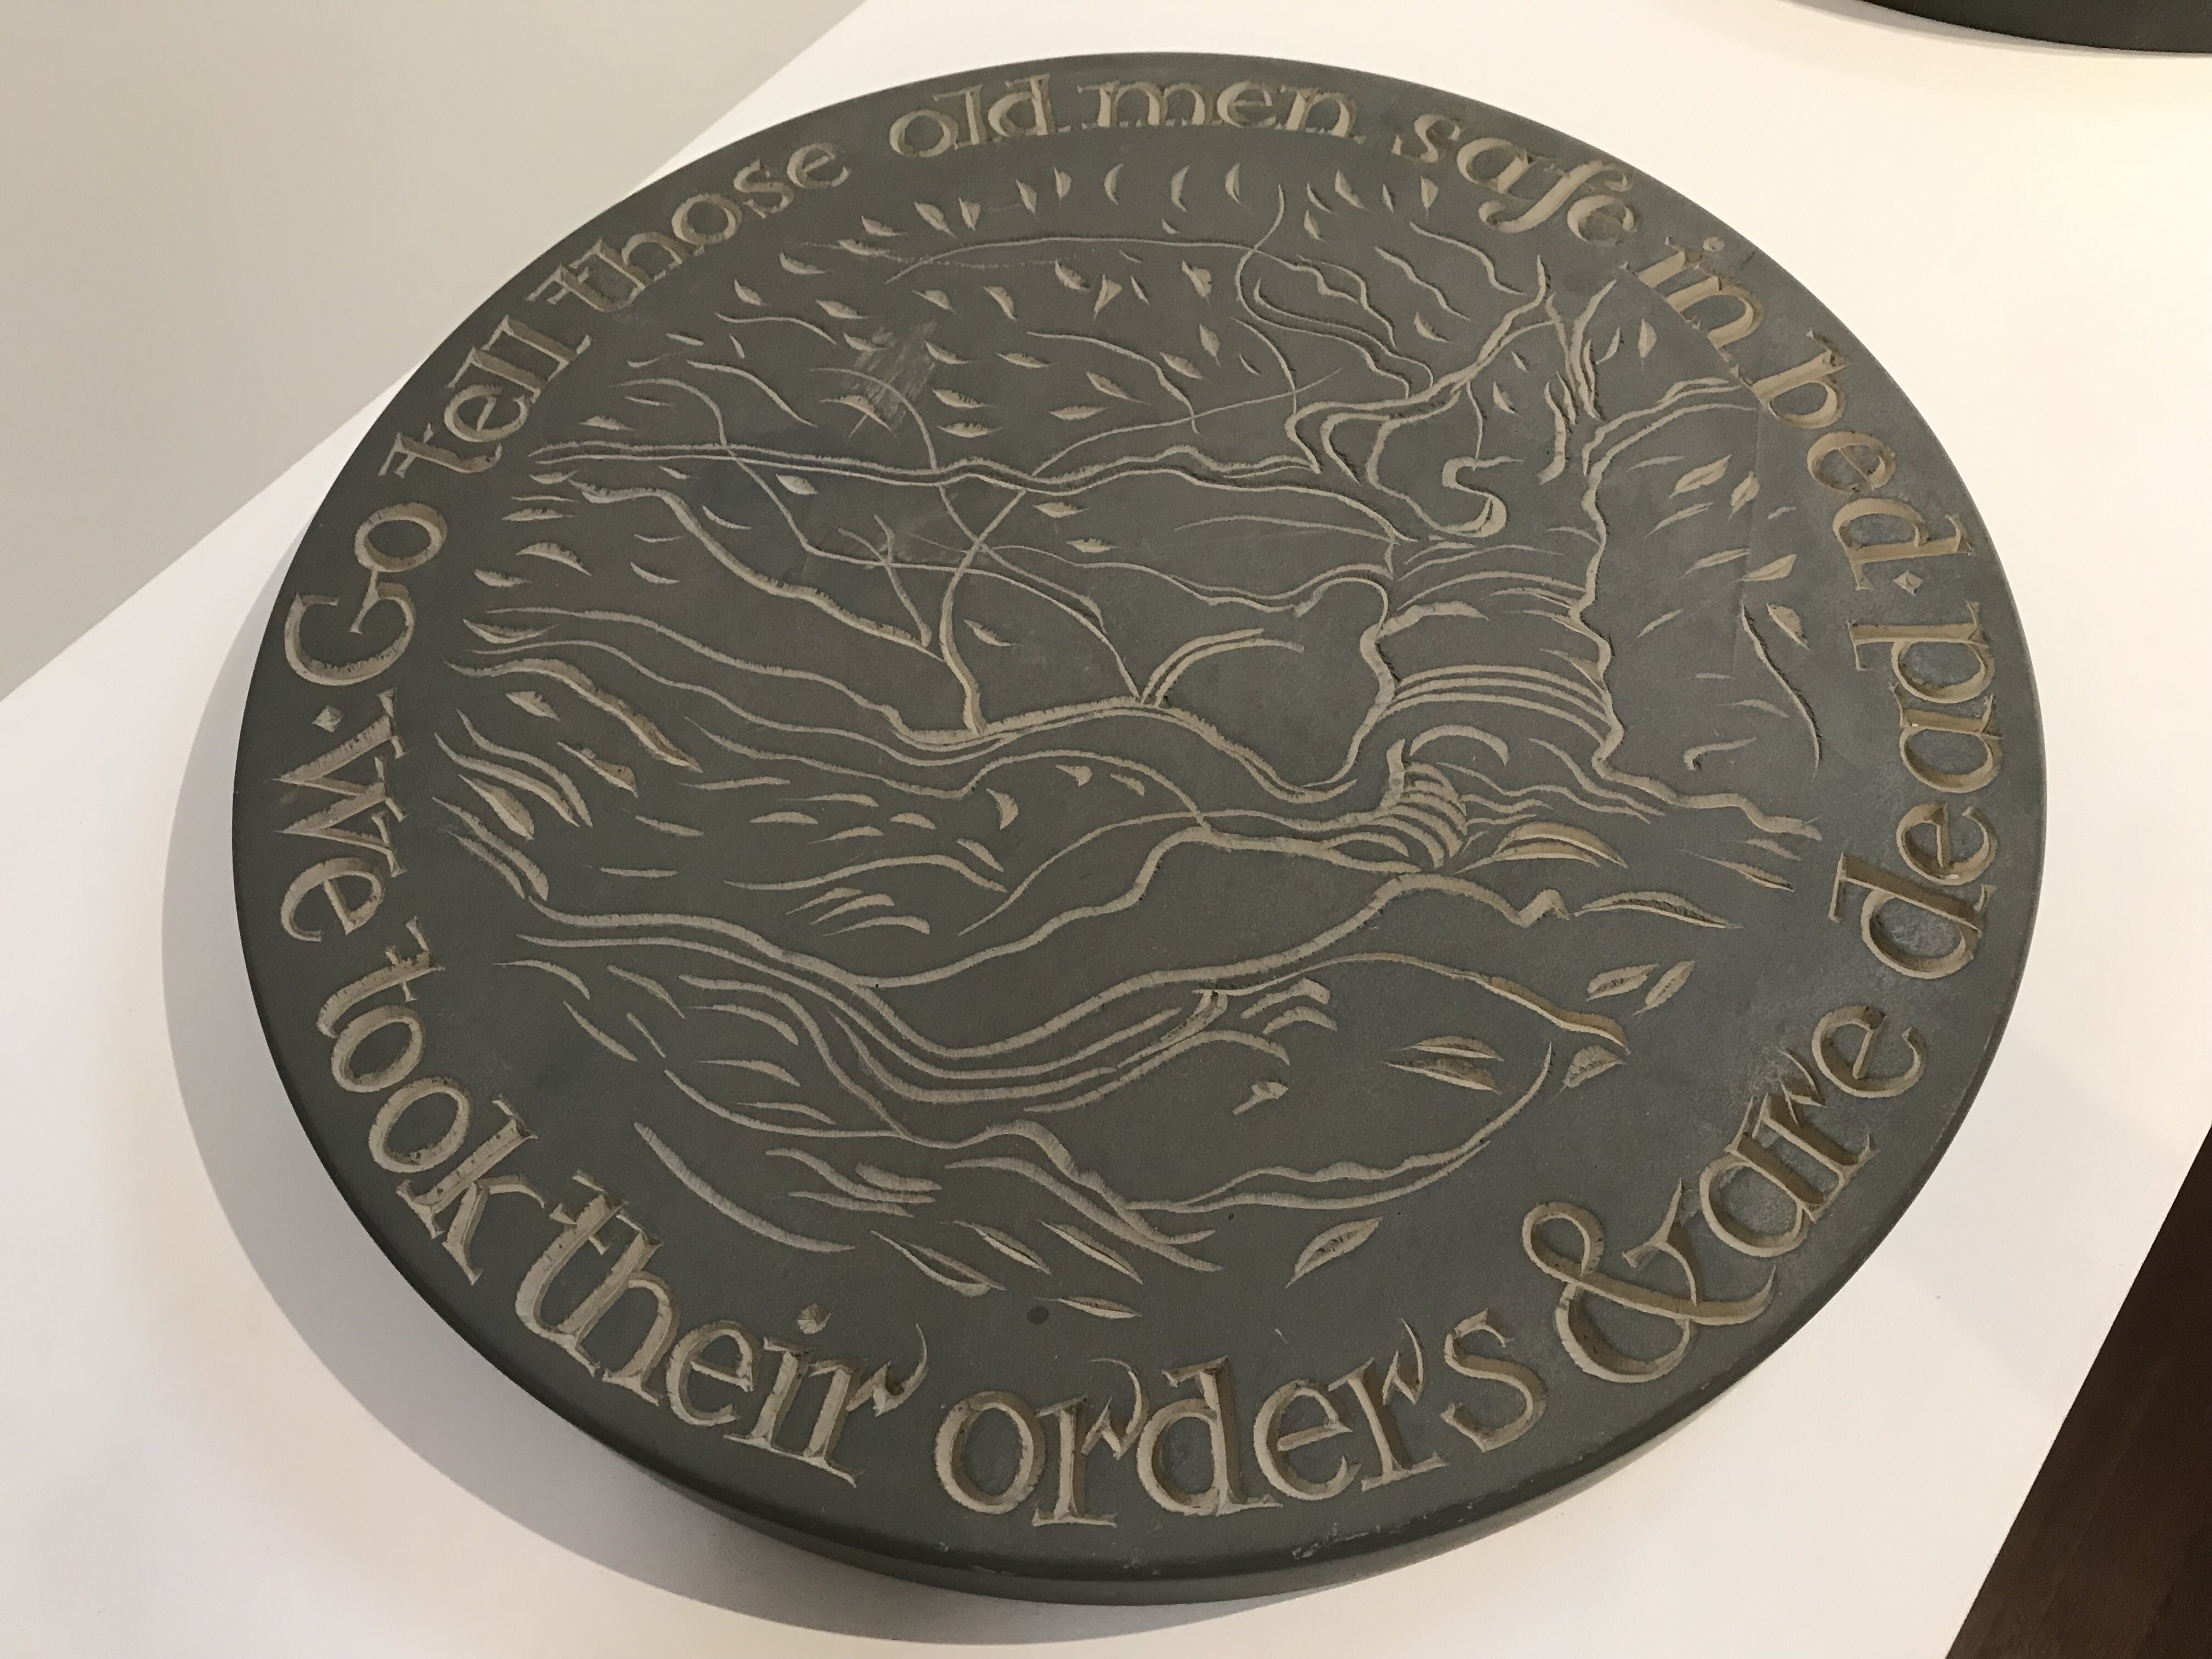 Go tell those old men safe in bed · We took their orders & are dead ·